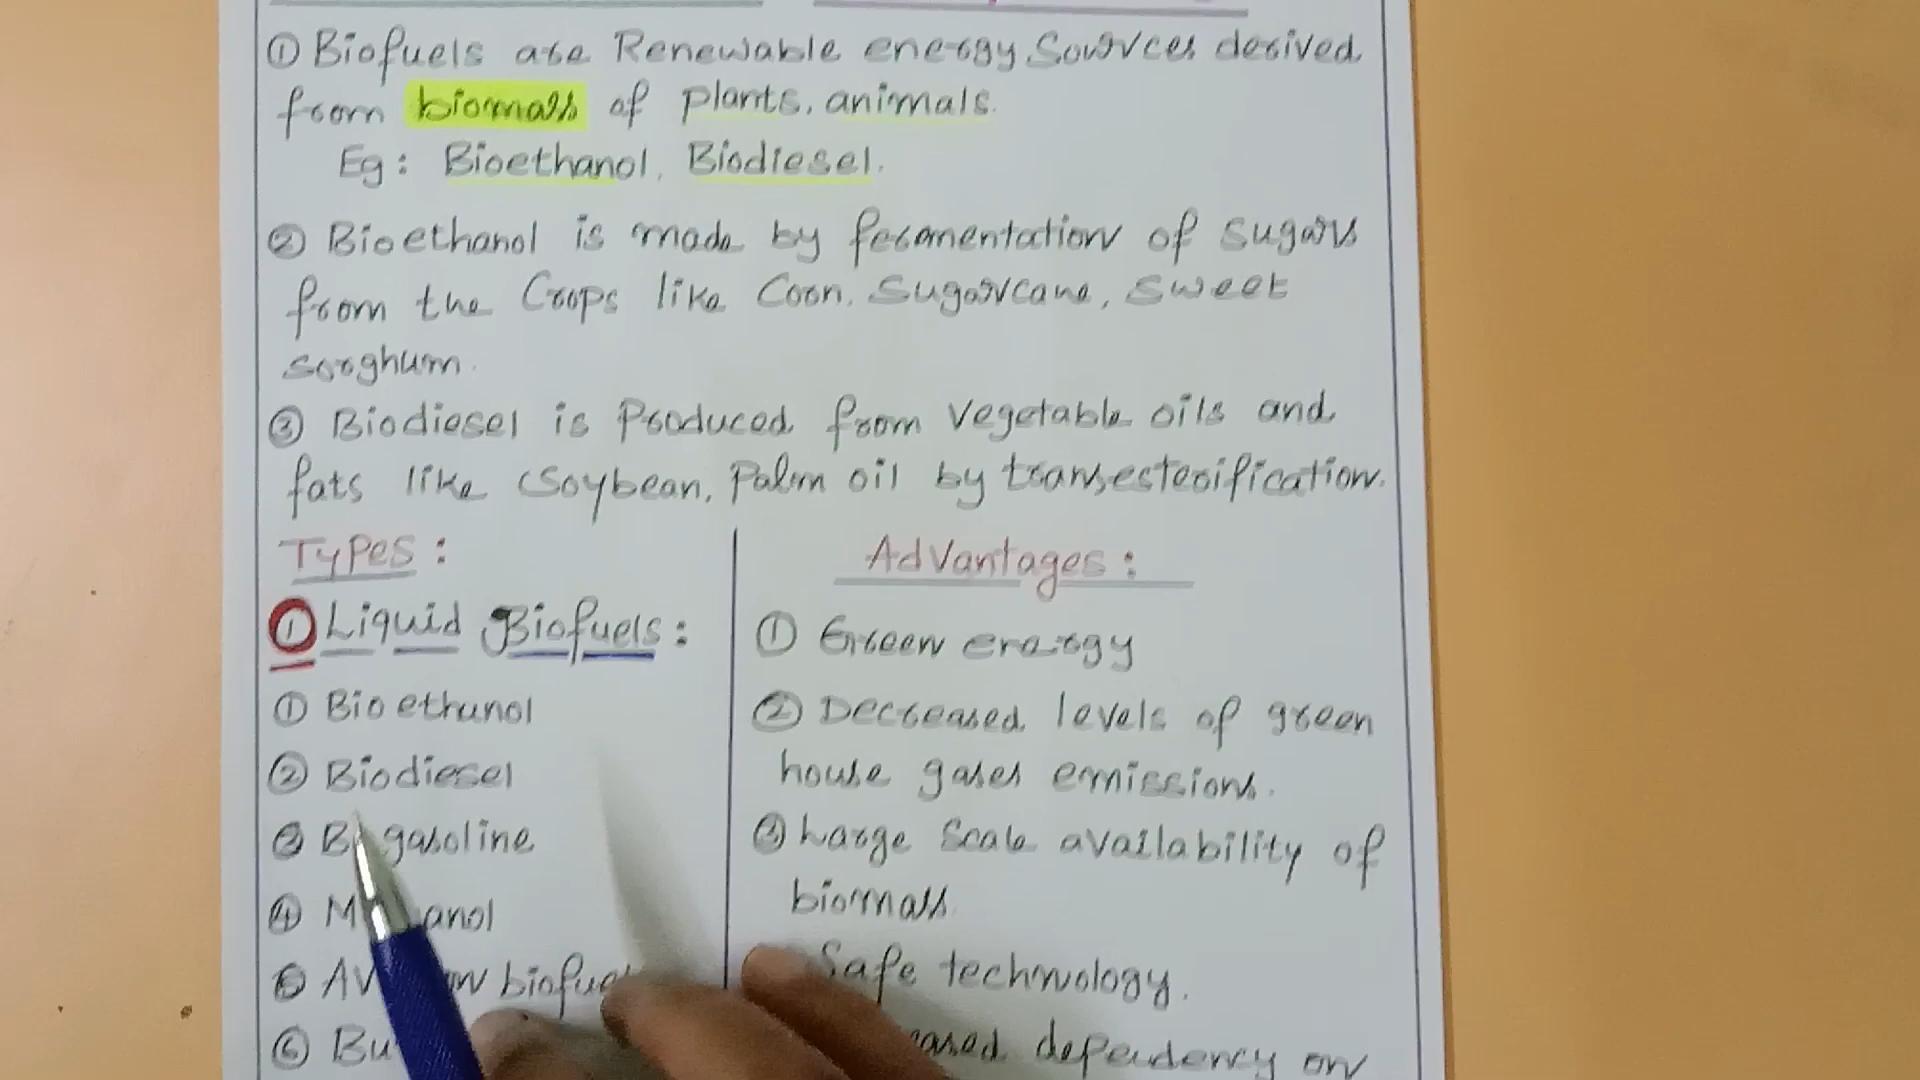 ① Biofuels are Renewable energy Sources derived
from biomass of plants, animals.
Eg: Bioethanol, Biodiesel.
② Bioethanol is made by fermentation of sugars
from the Crops like Corn, Sugarcane, Sweet
sorghum.
③ Biodiesel is Produced from Vegetable oils and
fats like Soybean, Palm oil by transesterification.
Types:
① Liquid Biofuels:
① Bioethanol
② Biodiesel
③ gasoline
④
⑤ biofuel
⑥
Advantages:
① Green energy
② Decreased levels of green
house gases emissions.
③ Large Scale availability of
biomass
Safe technology.
dependency on